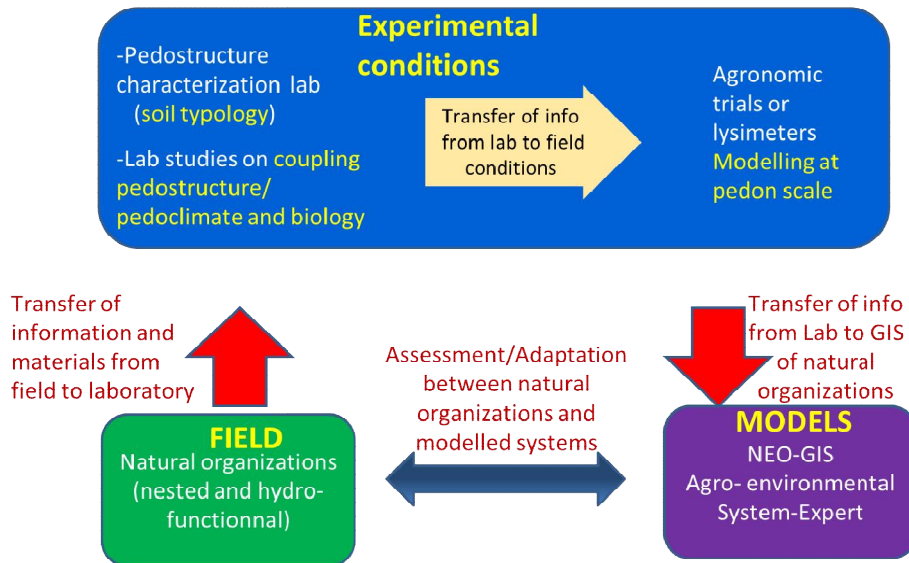 Experimental
conditions
-Pedostructure
characterization lab
(soil typology)
-Lab studies on coupling
pedostructure/
pedoclimate and biology
Transfer of info
from lab to field
conditions
Agronomic
trials or
lysimeters
Modelling at
pedon scale
Transfer of
information and
materials from
field to laboratory
Assessment/Adaptation
between natural
organizations and
modelled systems
Transfer of info
from Lab to GIS
of natural
organizations
FIELD
Natural organizations
(nested and hydro-
functionnal)
MODELS
NEO-GIS
Agro- environmental
System-Expert